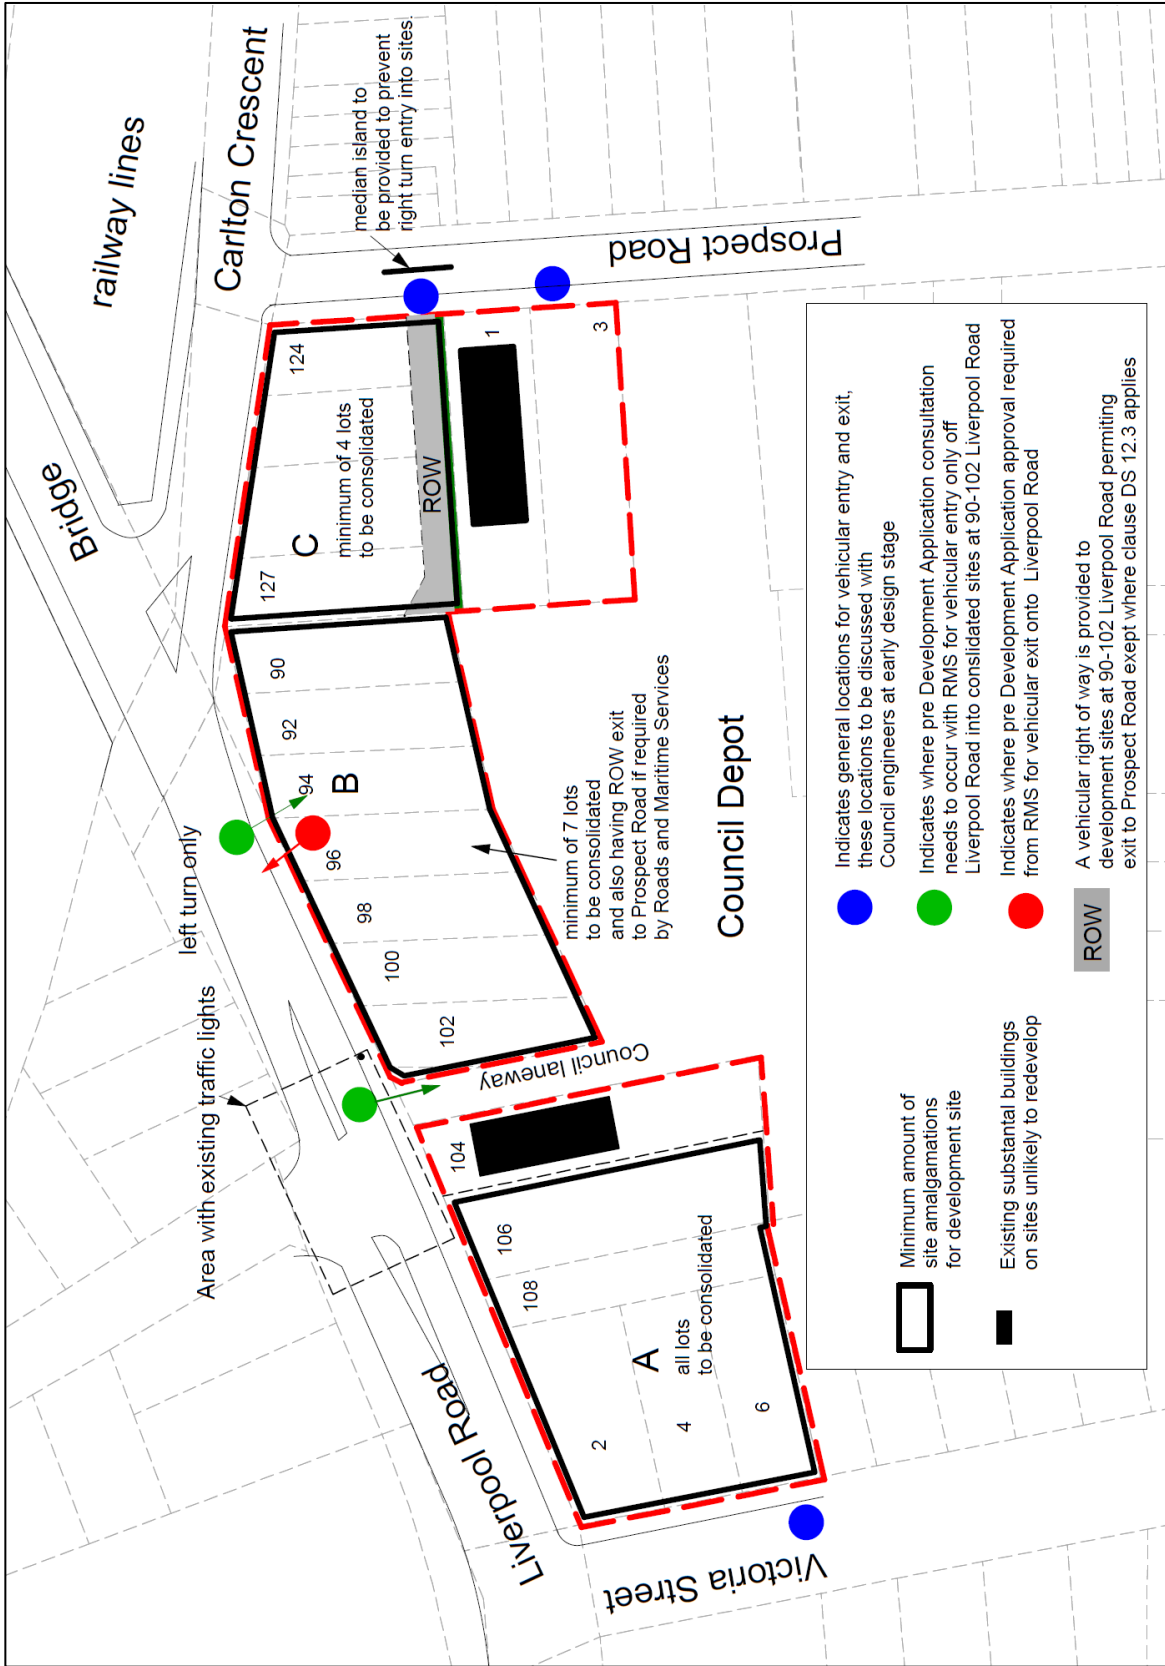 railway lines
Carlton Crescent
Bridge
median island to
be provided to prevent
right turn entry into sites.
Prospect Road
left turn only
Area with existing traffic lights
Liverpool Road
Victoria Street
Council laneway
124
127
C
minimum of 4 lots
to be consolidated
ROW
1
3
90
92
94
B
96
98
100
102
minimum of 7 lots
to be consolidated
and also having ROW exit
to Prospect Road if required
by Roads and Maritime Services
Council Depot
104
106
108
A
all lots
to be consolidated
2
4
6
Minimum amount of
site amalgamations
for development site
Existing substantal buildings
on sites unlikely to redevelop
Indicates general locations for vehicular entry and exit,
these locations to be discussed with
Council engineers at early design stage
Indicates where pre Development Application consultation
needs to occur with RMS for vehicular entry only off
Liverpool Road into conslidated sites at 90-102 Liverpool Road
Indicates where pre Development Application approval required
from RMS for vehicular exit onto Liverpool Road
ROW
A vehicular right of way is provided to
development sites at 90-102 Liverpool Road permiting
exit to Prospect Road exept where clause DS 12.3 applies